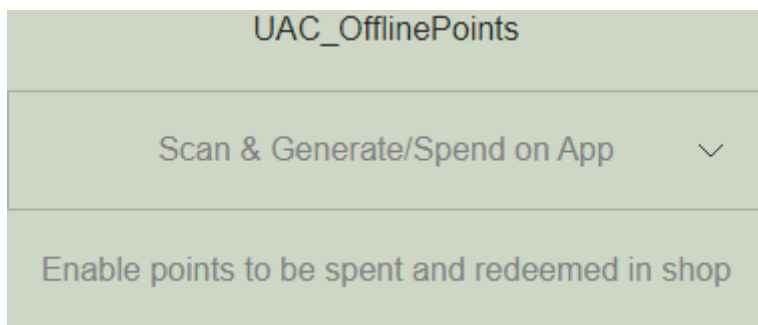 UAC_OfflinePoints
Scan & Generate/Spend on App
Enable points to be spent and redeemed in shop